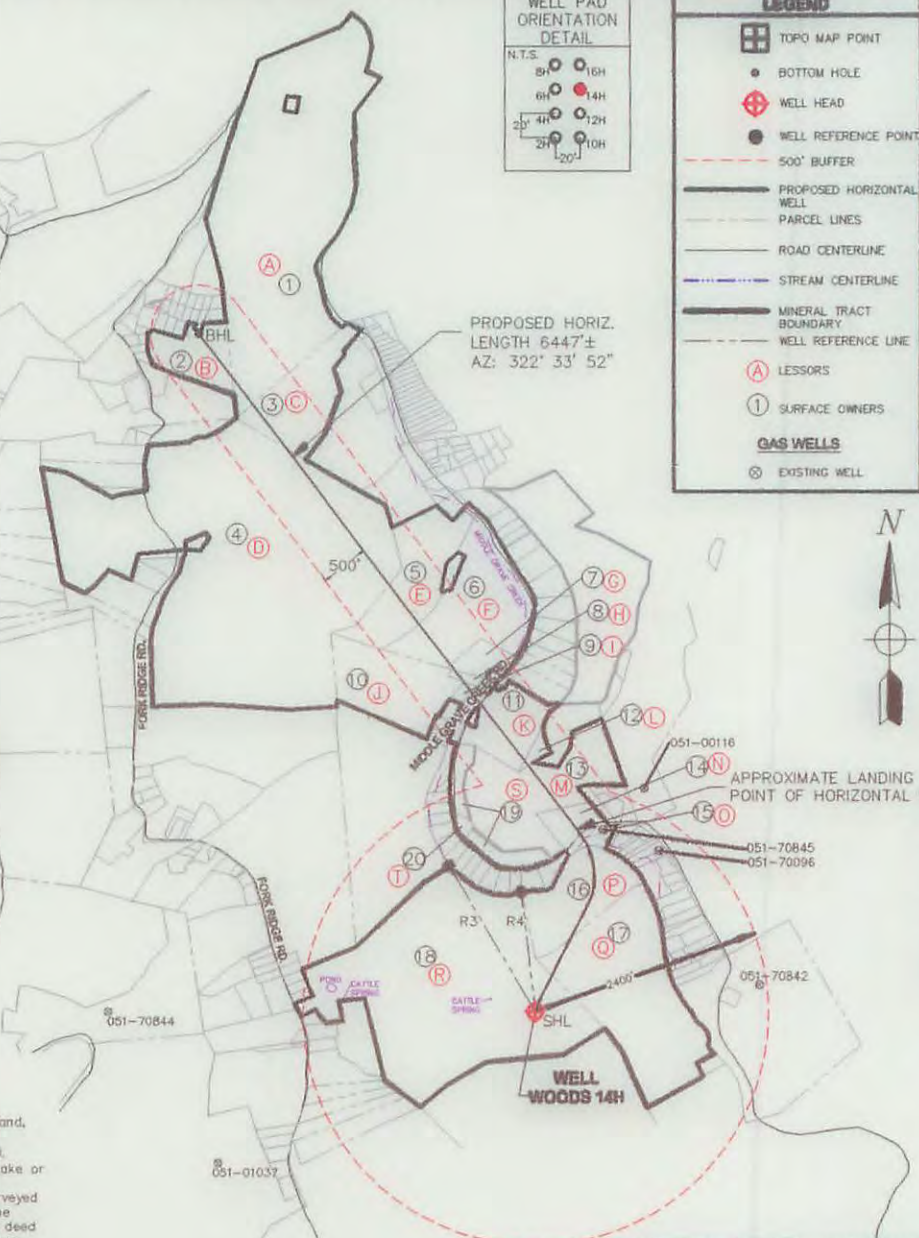 WELL PAD
ORIENTATION
DETAIL
N.T.S.
8H 16H
6H 14H
4H 12H
2H 10H
20'
20'
LEGEND
TOPO MAP POINT
BOTTOM HOLE
WELL HEAD
WELL REFERENCE POINT
500' BUFFER
PROPOSED HORIZONTAL
WELL
PARCEL LINES
ROAD CENTERLINE
STREAM CENTERLINE
MINERAL TRACT
BOUNDARY
WELL REFERENCE LINE
A LESSORS
1 SURFACE OWNERS
GAS WELLS
EXISTING WELL
N
A
1
BHL
2 B
3 C
PROPOSED HORIZ.
LENGTH 6447'±
AZ: 322° 33' 52"
4 D
500'
5 E
6 F
MIDDLE GRAVE CREEK
7 G
8 H
9 I
10 J
MIDDLE GRAVE CREEK RD.
11 K
12 L
13 M
051-00116
14 N
APPROXIMATE LANDING
POINT OF HORIZONTAL
15 O
051-70845
051-70096
S
19
20
T
16 P
17 Q
FORK RIDGE RD.
FORK RIDGE RD.
R3
R4
18 R
2400'
POND
CATTLE
SPRING
CATTLE
SPRING
051-70842
051-70844
SHL
WELL
WOODS 14H
051-01037
and,
ake or
rveyed
e
deed